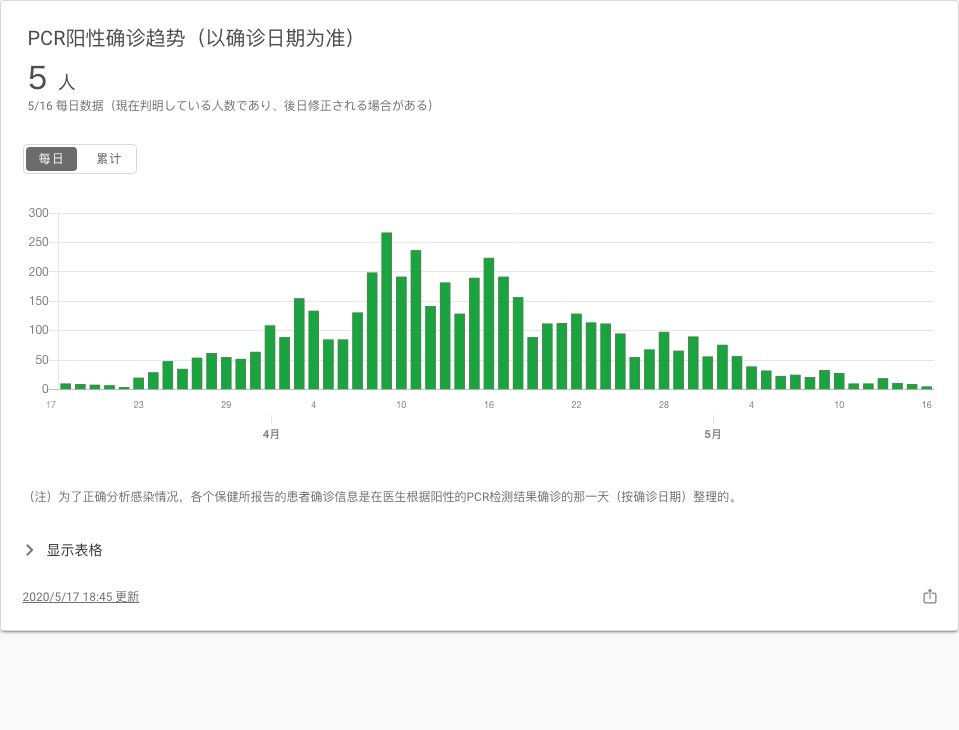 PCR阳性确诊趋势（以确诊日期为准）
5 人
5/16 每日数据（現在判明している人数であり、後日修正される場合がある）
每日 累计
300
250
200
150
100
50
0
17 23 29 4 10 16 22 28 4 10 16
4月 5月
（注）为了正确分析感染情况，各个保健所报告的患者确诊信息是在医生根据阳性的PCR检测结果确诊的那一天（按确诊日期）整理的。
显示表格
2020/5/17 18:45 更新